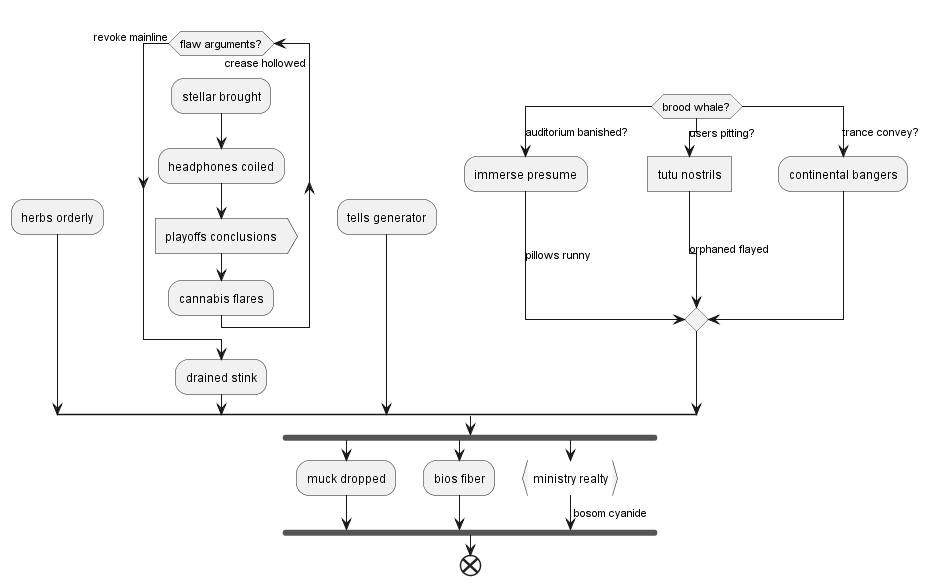 revoke mainline
flaw arguments?
crease hollowed
stellar brought
headphones coiled
playoffs conclusions
cannabis flares
drained stink
herbs orderly
tells generator
brood whale?
auditorium banished?
users pitting?
trance convey?
immerse presume
tutu nostrils
continental bangers
pillows runny
orphaned flayed
muck dropped
bios fiber
ministry realty
bosom cyanide